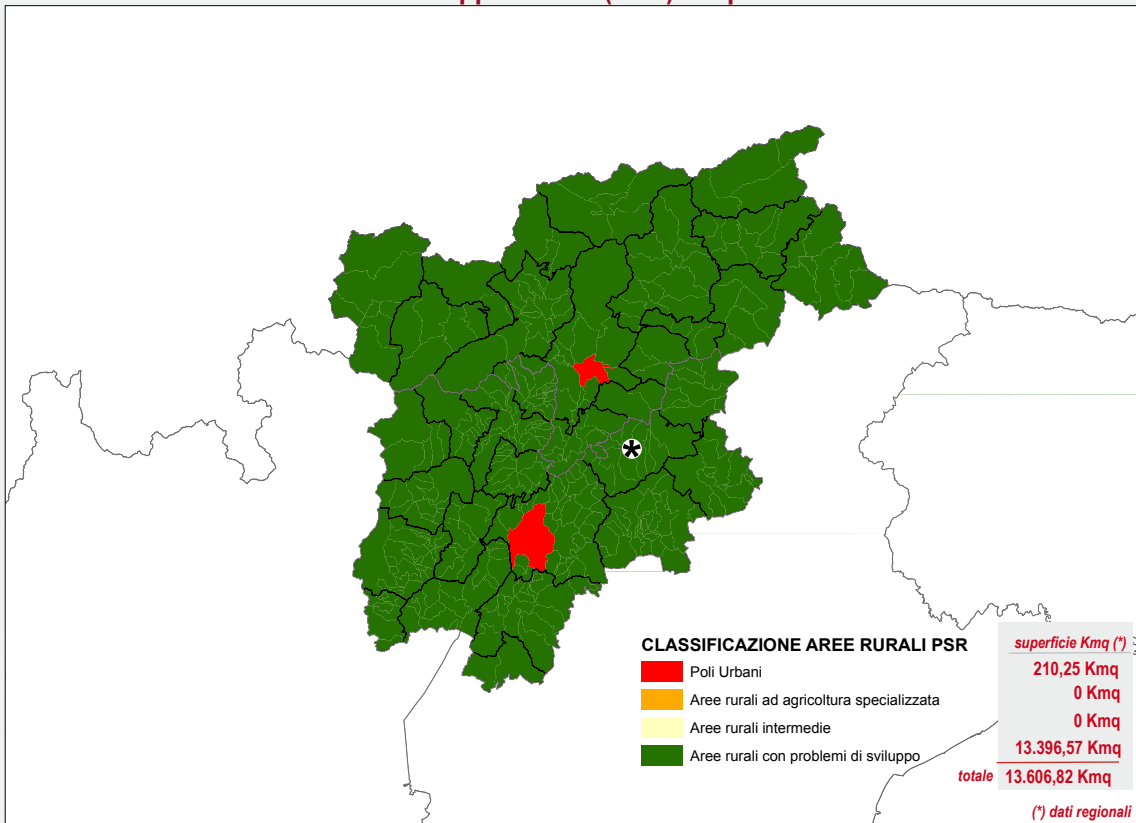 CLASSIFICAZIONE AREE RURALI PSR
superficie Kmq (*)
Poli Urbani
210,25 Kmq
Aree rurali ad agricoltura specializzata
0 Kmq
Aree rurali intermedie
0 Kmq
Aree rurali con problemi di sviluppo
13.396,57 Kmq
totale 13.606,82 Kmq
(*) dati regionali
*